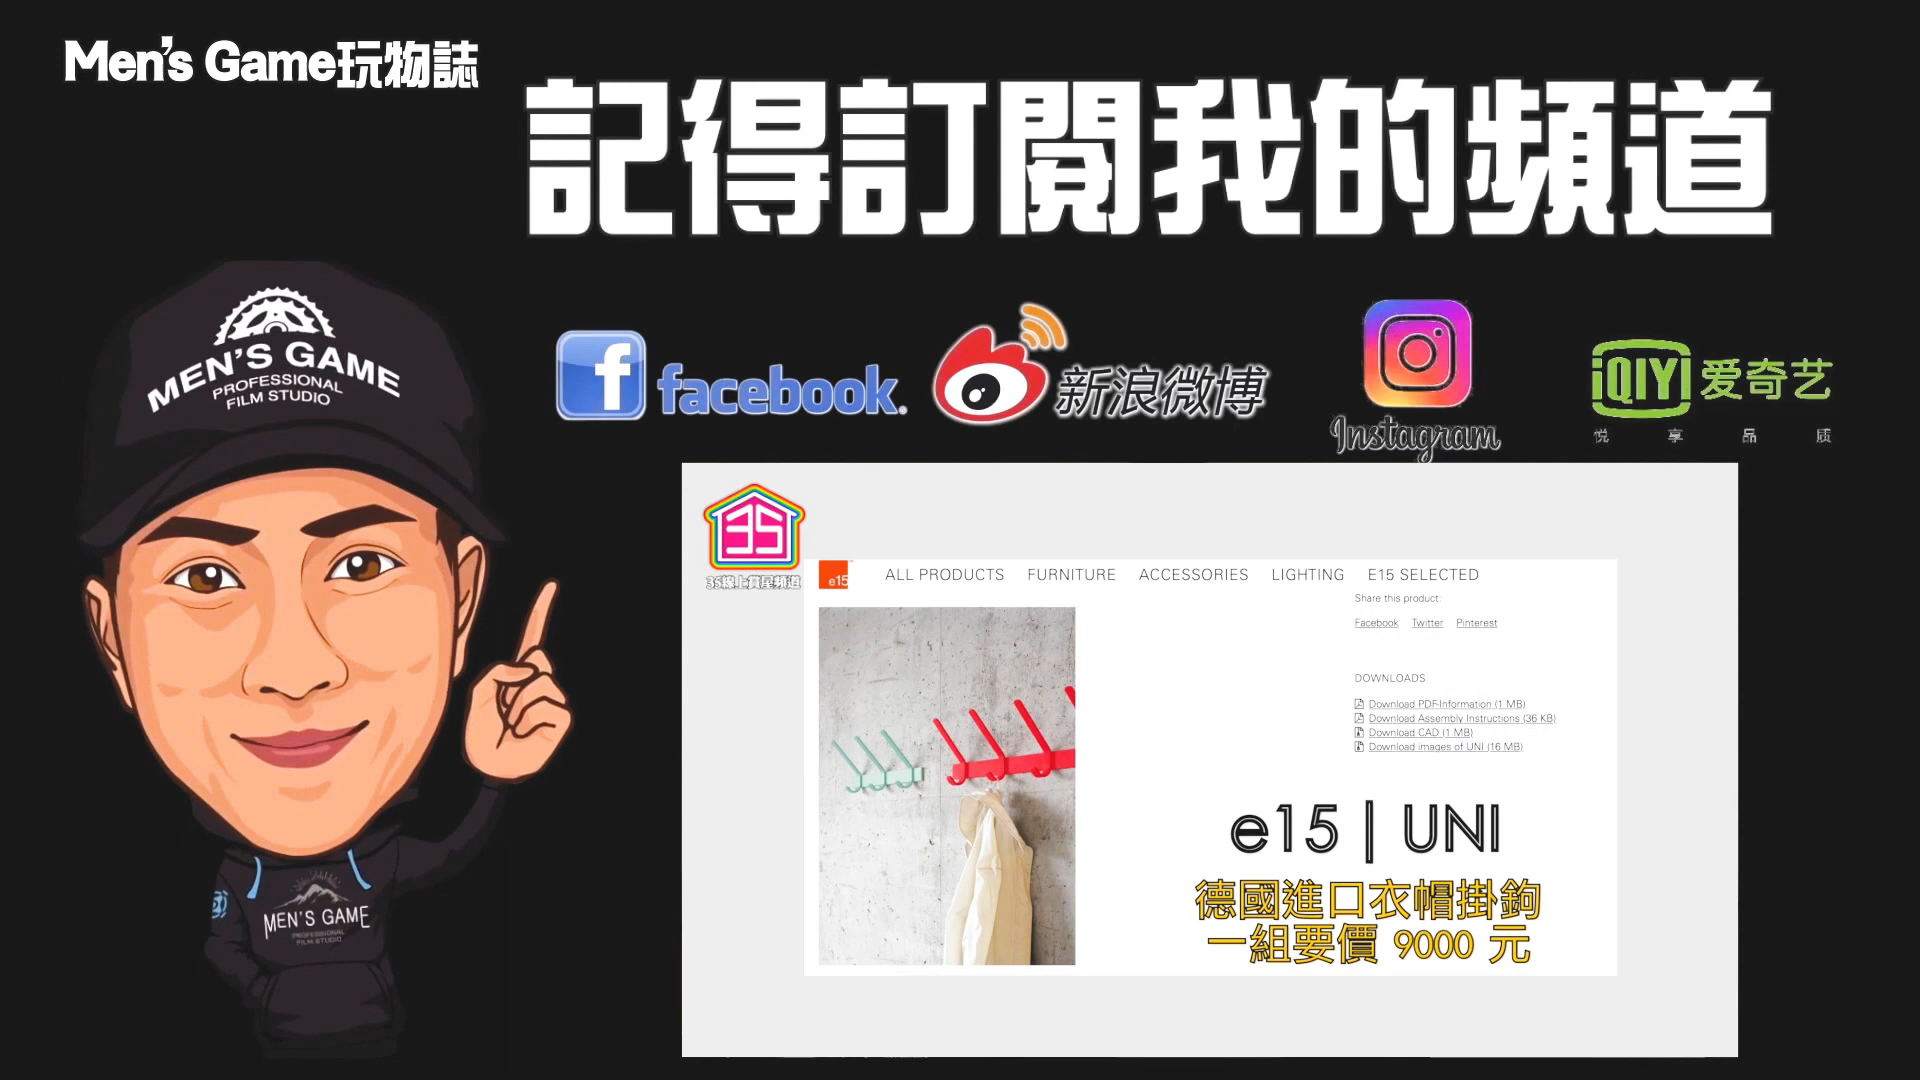 Men's Game玩物誌
記得訂閱我的頻道
MEN'S GAME
PROFESSIONAL
FILM STUDIO
f facebook.
新浪微博
Instagram
iQIYI 爱奇艺
悦享品质
35
35線上賞屋頻道
e15
ALL PRODUCTS FURNITURE ACCESSORIES LIGHTING E15 SELECTED
Share this product:
Facebook Twitter Pinterest
DOWNLOADS
Download PDF-Information (1 MB)
Download Assembly Instructions (36 KB)
Download CAD (1 MB)
Download images of UNI (16 MB)
e15 | UNI
德國進口衣帽掛鉤
一組要價 9000 元
MEN'S GAME
PROFESSIONAL
FILM STUDIO